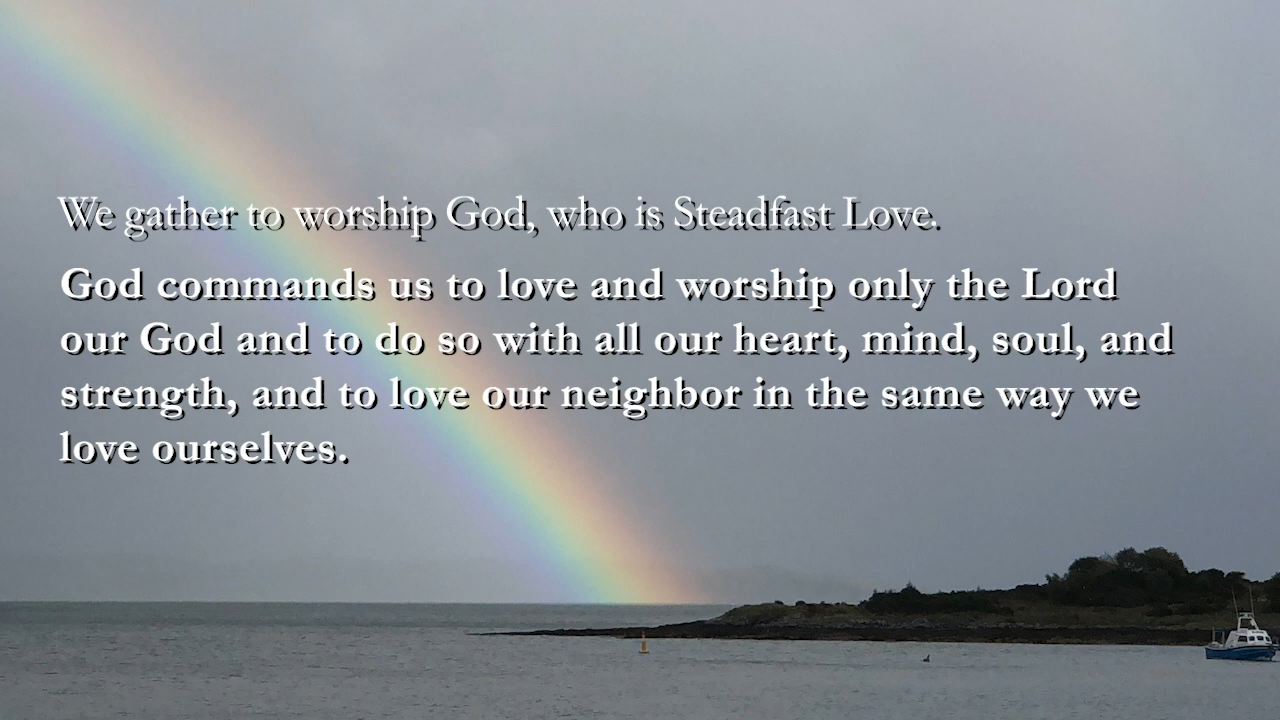 We gather to worship God, who is Steadfast Love.
God commands us to love and worship only the Lord
our God and to do so with all our heart, mind, soul, and
strength, and to love our neighbor in the same way we
love ourselves.